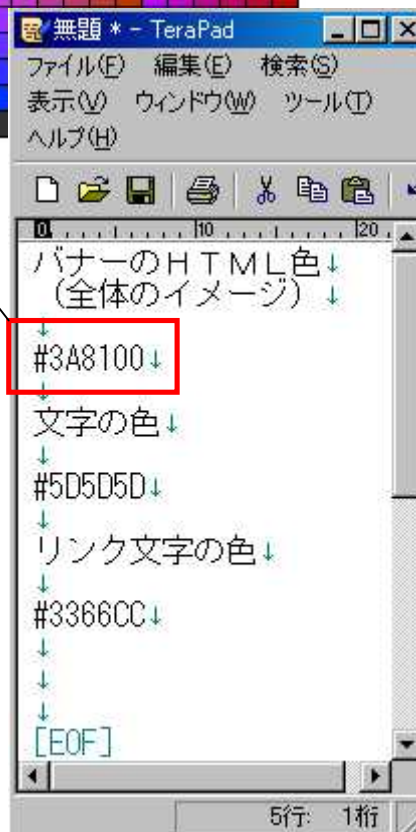 無題 * - TeraPad
ファイル(F) 編集(E) 検索(S)
表示(V) ウィンドウ(W) ツール(T)
ヘルプ(H)
0 10 20
バナーのＨＴＭＬ色↓
（全体のイメージ）↓
↓
#3A8100↓
↓
文字の色↓
↓
#5D5D5D↓
↓
リンク文字の色↓
↓
#3366CC↓
↓
↓
↓
[EOF]
5行: 1桁